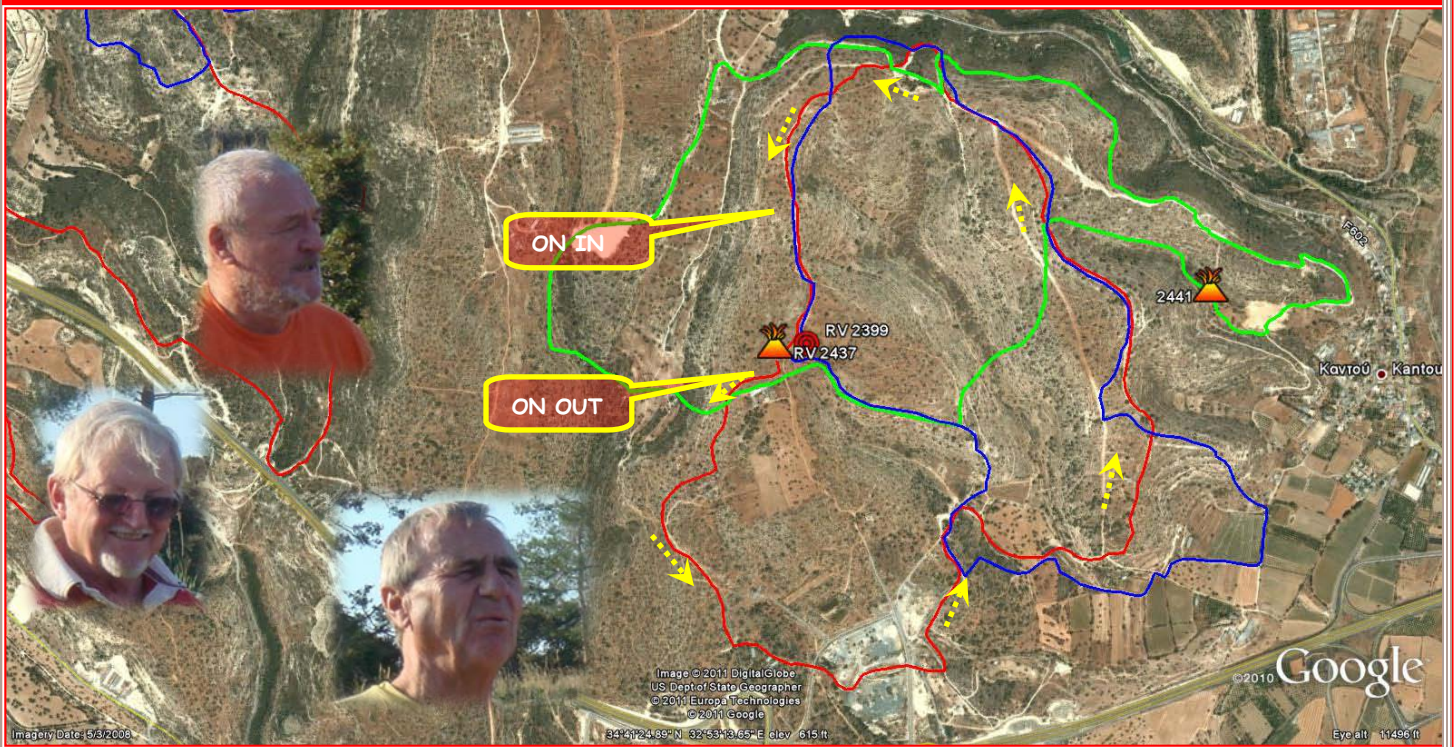 ON IN
F602
2441
RV 2399
RV 2437
Καντού Kantou
ON OUT
Image © 2011 DigitalGlobe
US Dept of State Geographer
© 2011 Europa Technologies
© 2011 Google
©2010 Google
Imagery Date: 5/3/2008
34°41'24.89" N 32°53'13.65" E elev 615 ft
Eye alt 11496 ft